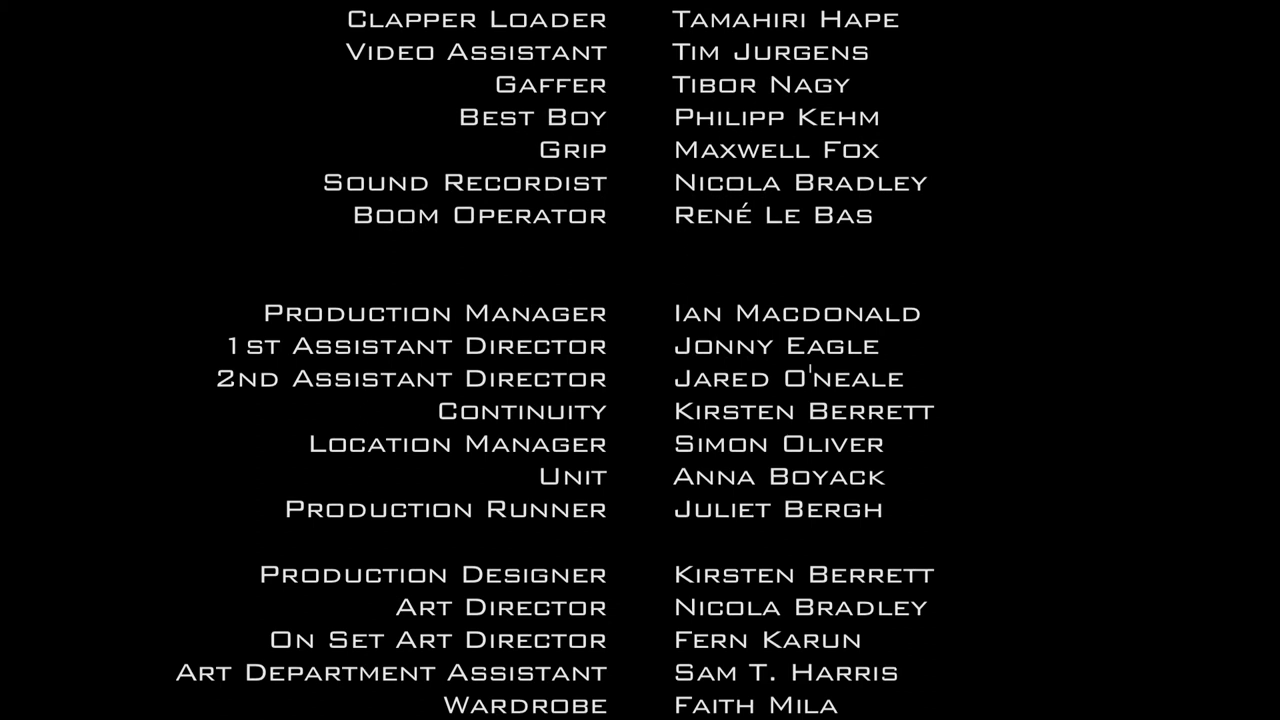 Clapper Loader Tamahiri Hape
Video Assistant Tim Jurgens
Gaffer Tibor Nagy
Best Boy Philipp Kehm
Grip Maxwell Fox
Sound Recordist Nicola Bradley
Boom Operator René Le Bas
Production Manager Ian Macdonald
1st Assistant Director Jonny Eagle
2nd Assistant Director Jared O'Neale
Continuity Kirsten Berrett
Location Manager Simon Oliver
Unit Anna Boyack
Production Runner Juliet Bergh
Production Designer Kirsten Berrett
Art Director Nicola Bradley
On Set Art Director Fern Karun
Art Department Assistant Sam T. Harris
Wardrobe Faith Mila